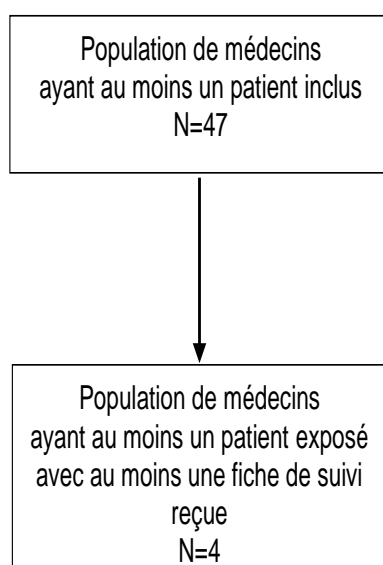 Population de médecins
ayant au moins un patient inclus
N=47
Population de médecins
ayant au moins un patient exposé
avec au moins une fiche de suivi
reçue
N=4